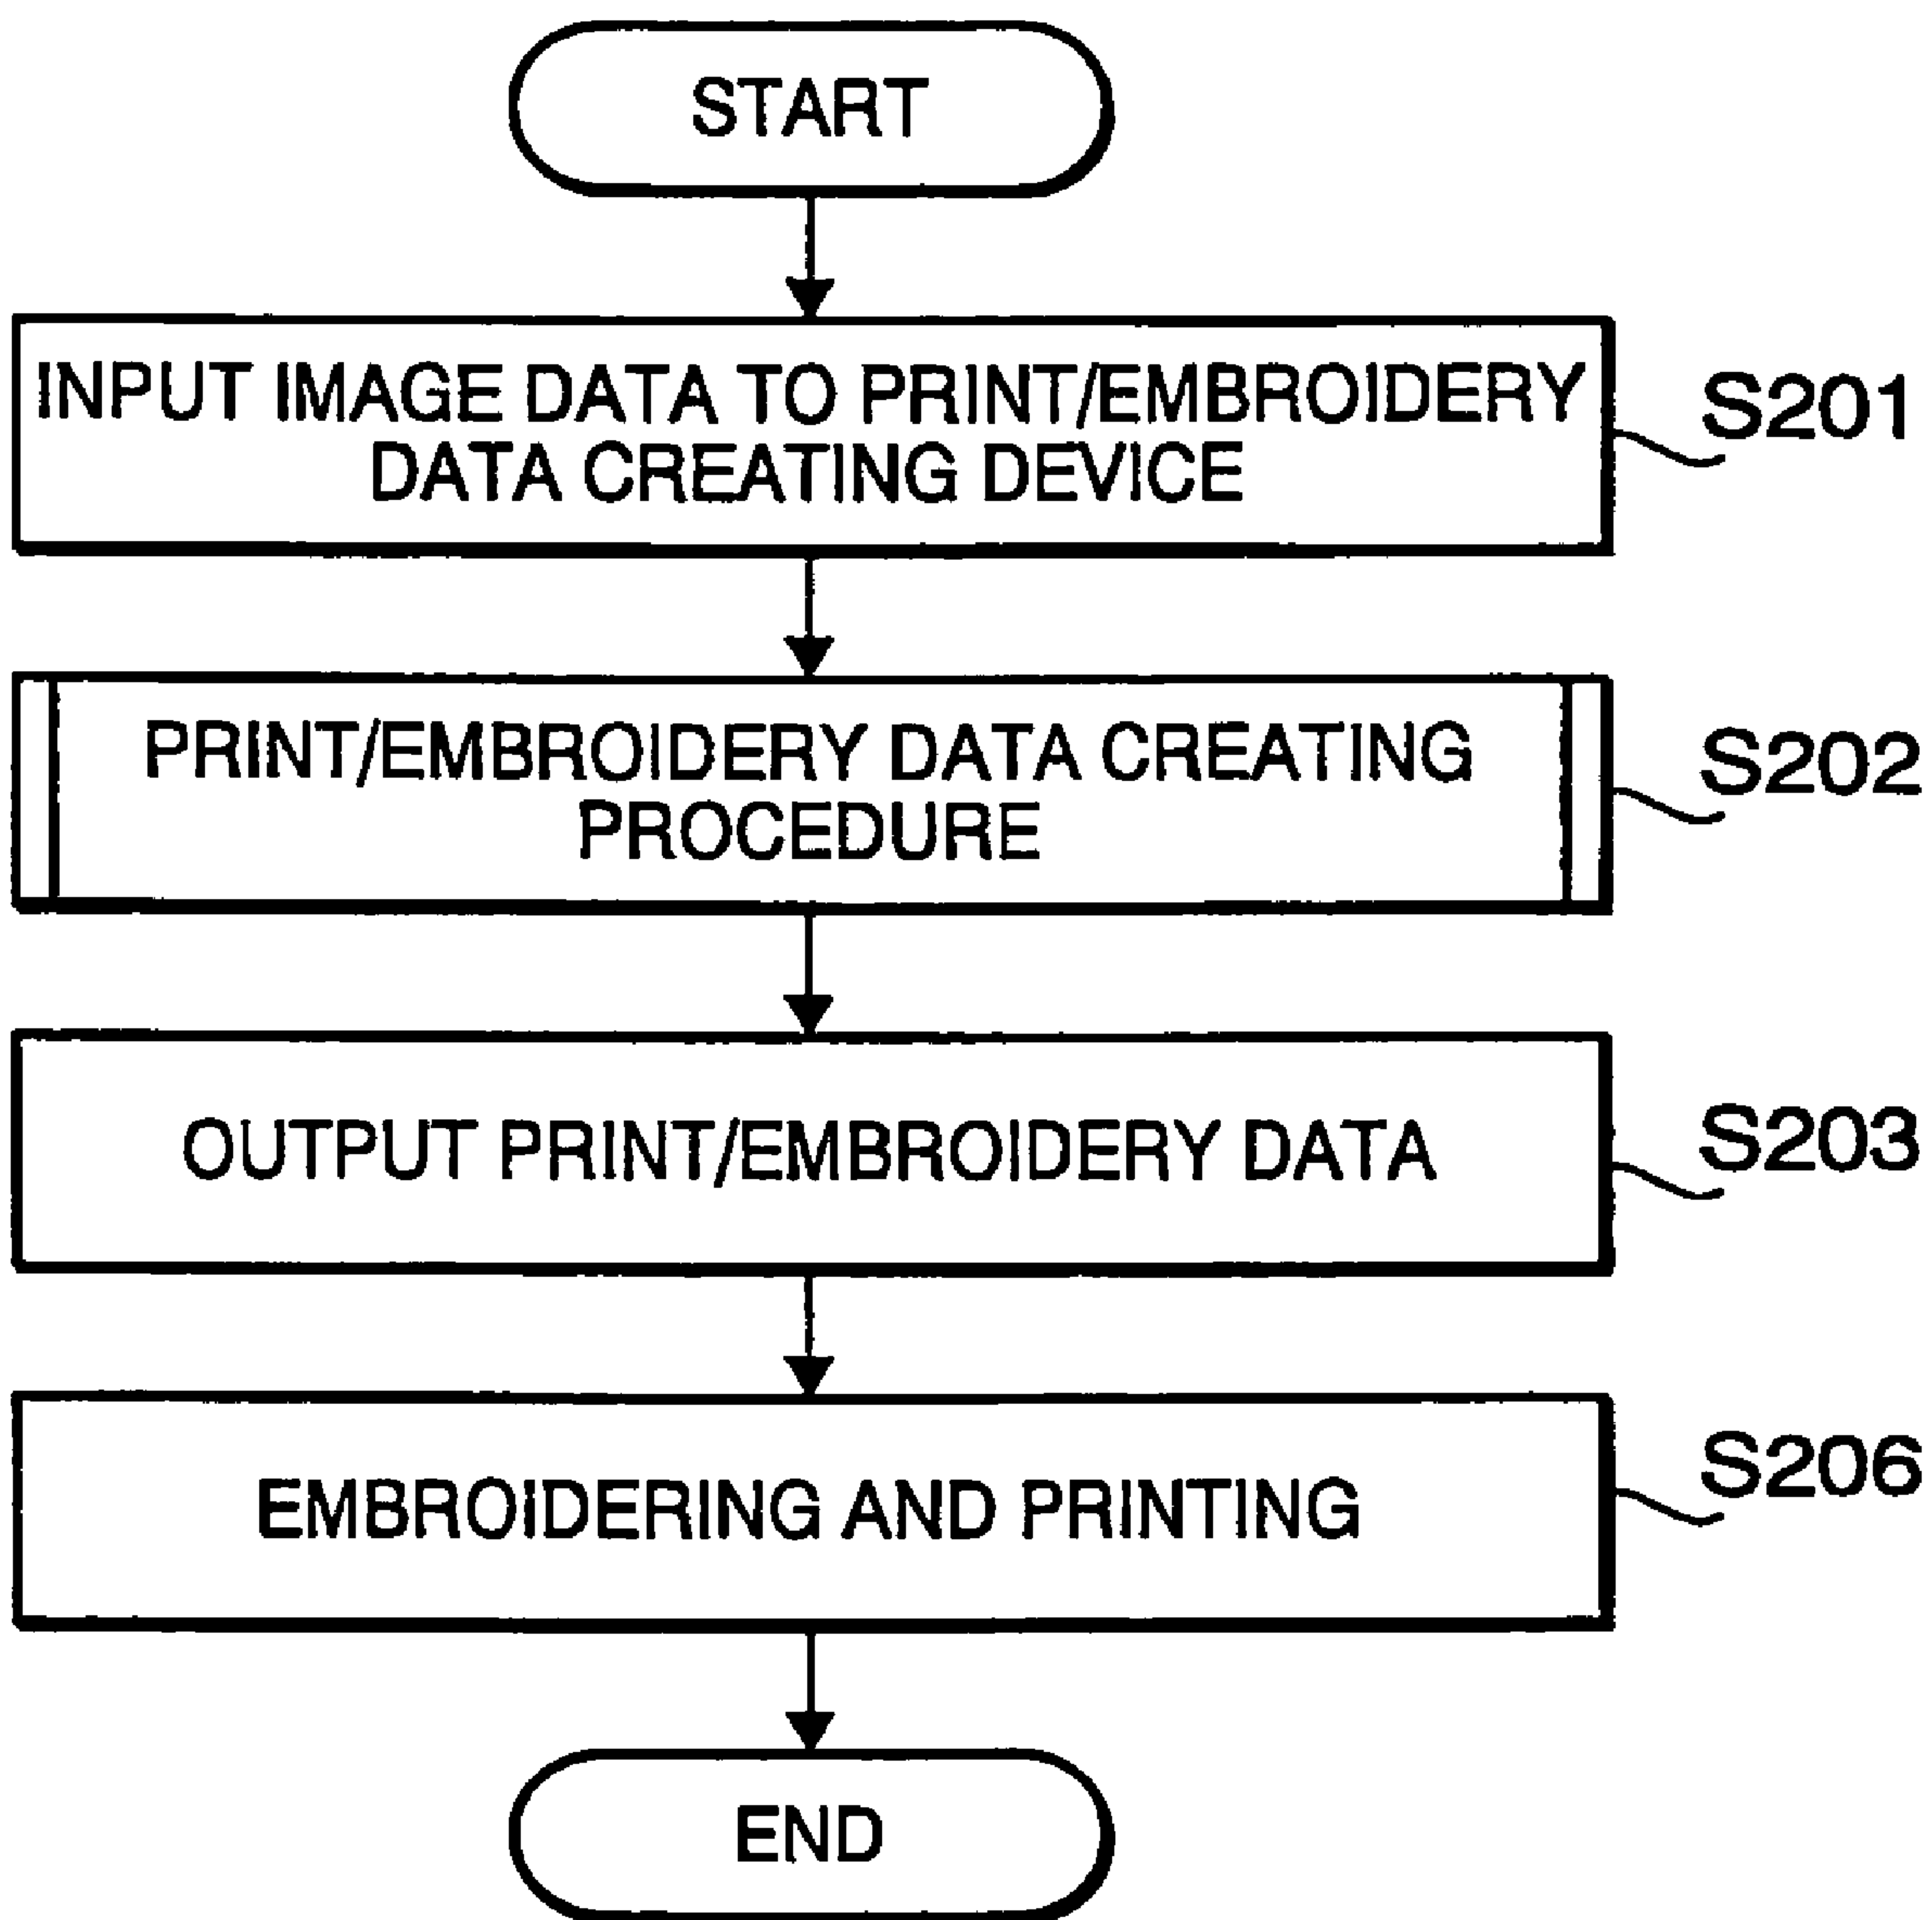 START
INPUT IMAGE DATA TO PRINT/EMBROIDERY
DATA CREATING DEVICE
S201
PRINT/EMBROIDERY DATA CREATING
PROCEDURE
S202
OUTPUT PRINT/EMBROIDERY DATA
S203
EMBROIDERING AND PRINTING
S206
END